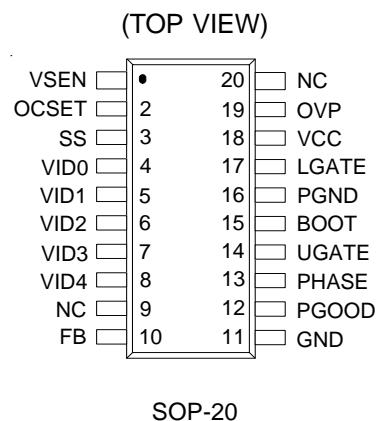 (TOP VIEW)
VSEN 20 NC
OCSET 2 19 OVP
SS 3 18 VCC
VID0 4 17 LGATE
VID1 5 16 PGND
VID2 6 15 BOOT
VID3 7 14 UGATE
VID4 8 13 PHASE
NC 9 12 PGOOD
FB 10 11 GND
SOP-20